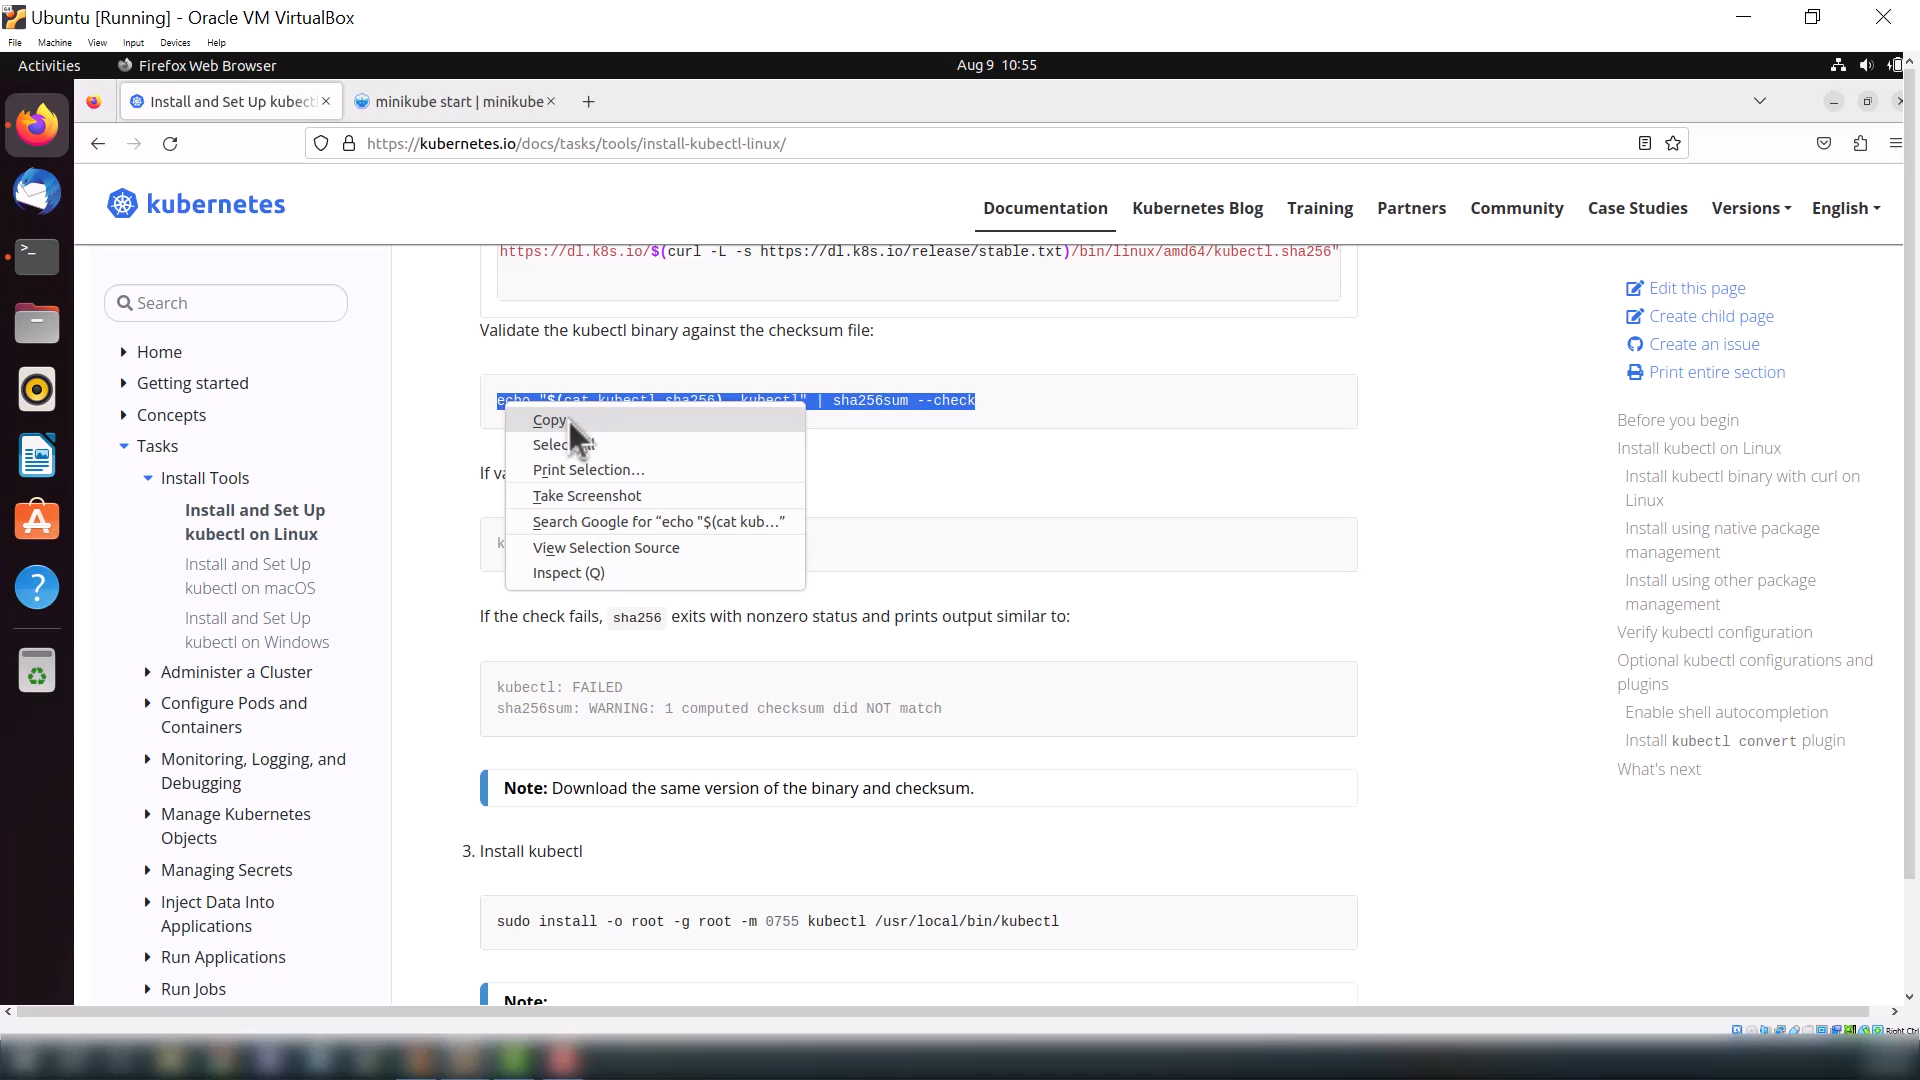 Ubuntu [Running] - Oracle VM VirtualBox
File Machine View Input Devices Help
Activities Firefox Web Browser Aug 9 10:55
Install and Set Up kubectl minikube start | minikube
https://kubernetes.io/docs/tasks/tools/install-kubectl-linux/
kubernetes
Documentation Kubernetes Blog Training Partners Community Case Studies Versions English
Search
Home
Getting started
Concepts
Tasks
Install Tools
Install and Set Up
kubectl on Linux
Install and Set Up
kubectl on macOS
Install and Set Up
kubectl on Windows
Administer a Cluster
Configure Pods and
Containers
Monitoring, Logging, and
Debugging
Manage Kubernetes
Objects
Managing Secrets
Inject Data Into
Applications
Run Applications
Run Jobs
https://dl.k8s.io/$(curl -L -s https://dl.k8s.io/release/stable.txt)/bin/linux/amd64/kubectl.sha256"
Validate the kubectl binary against the checksum file:
echo "$(cat kubectl.sha256) kubectl" | sha256sum --check
If va
k
Copy
Select
Print Selection…
Take Screenshot
Search Google for “echo "$(cat kub…”
View Selection Source
Inspect (Q)
If the check fails, sha256 exits with nonzero status and prints output similar to:
kubectl: FAILED
sha256sum: WARNING: 1 computed checksum did NOT match
Note: Download the same version of the binary and checksum.
3. Install kubectl
sudo install -o root -g root -m 0755 kubectl /usr/local/bin/kubectl
Note:
Edit this page
Create child page
Create an issue
Print entire section
Before you begin
Install kubectl on Linux
Install kubectl binary with curl on
Linux
Install using native package
management
Install using other package
management
Verify kubectl configuration
Optional kubectl configurations and
plugins
Enable shell autocompletion
Install kubectl convert plugin
What's next
Right Ctrl